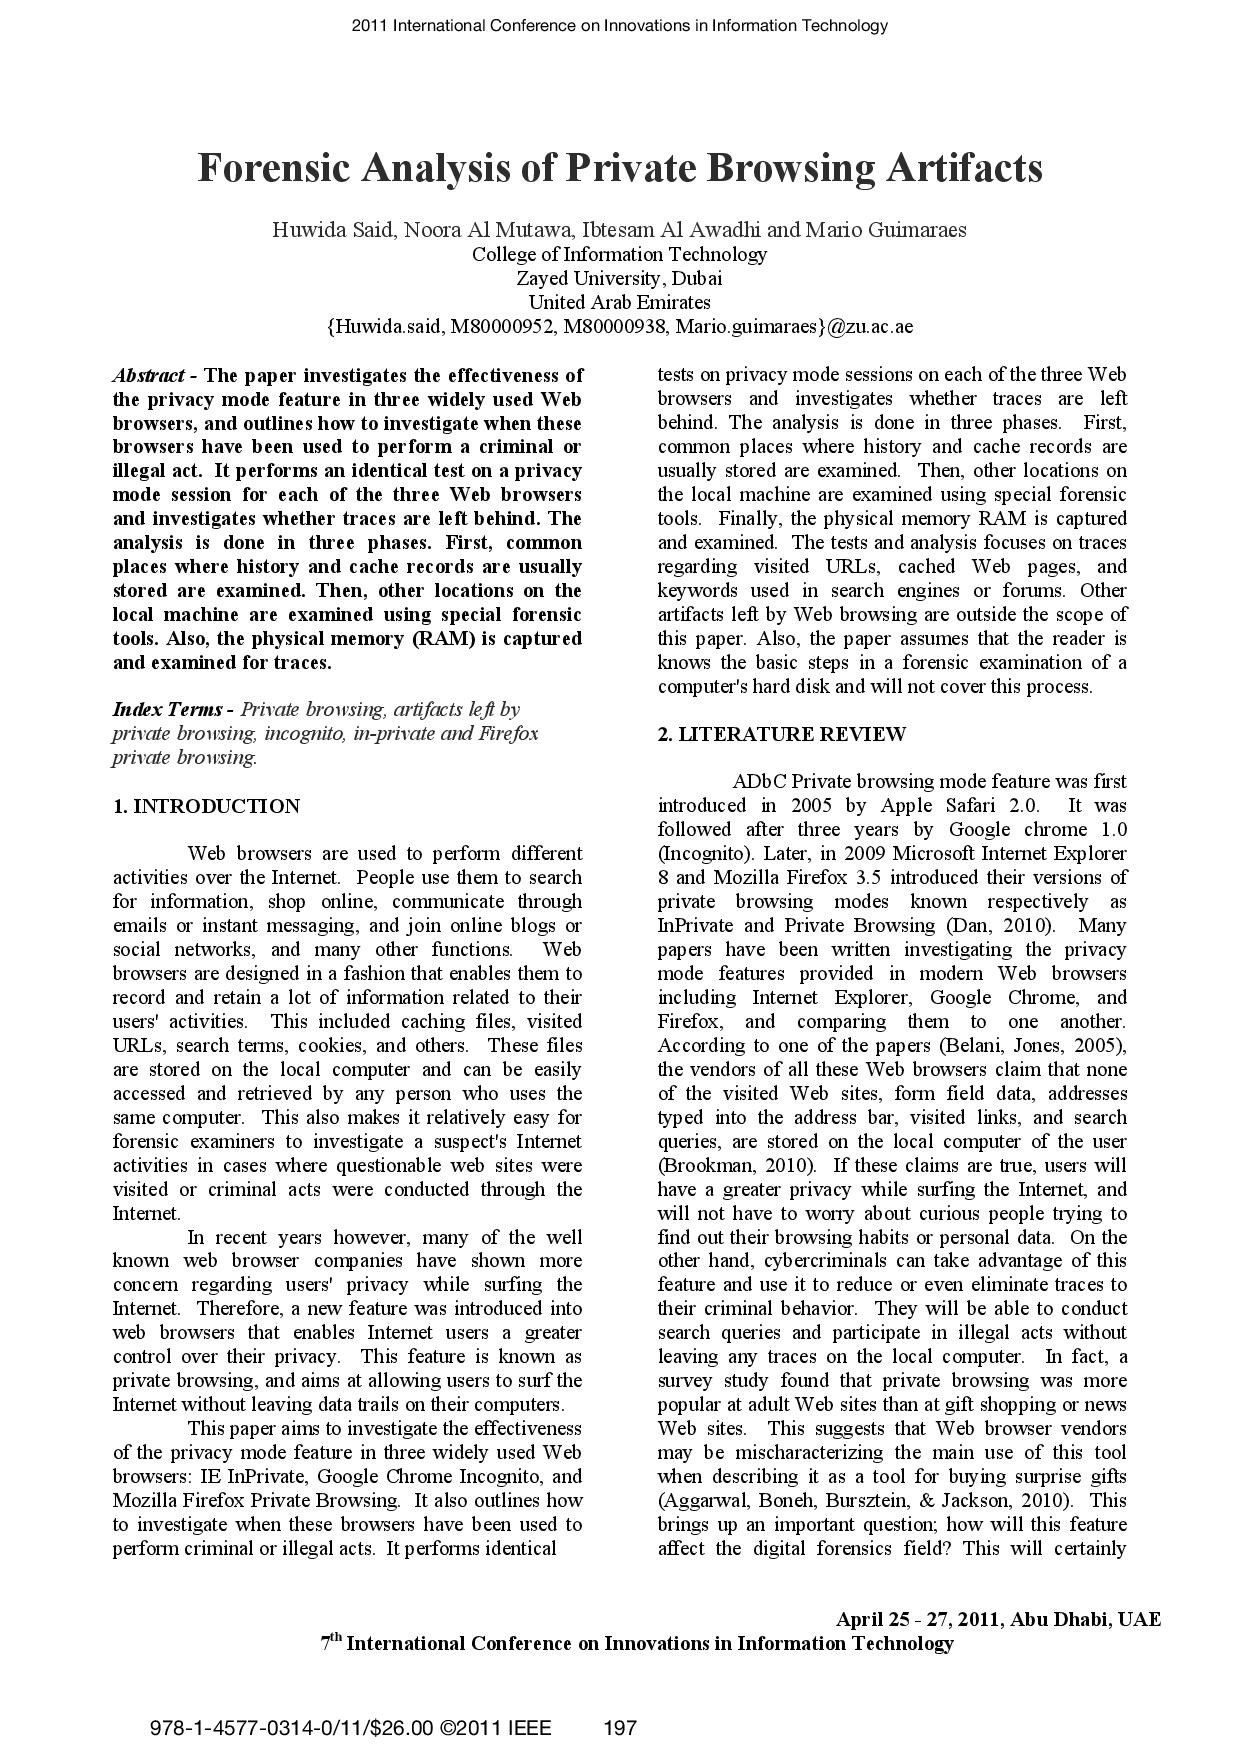 2011 International Conference on Innovations in Information Technology
Forensic Analysis of Private Browsing Artifacts
Huwida Said, Noora Al Mutawa, Ibtesam Al Awadhi and Mario Guimaraes
College of Information Technology
Zayed University, Dubai
United Arab Emirates
{Huwida.said, M80000952, M80000938, Mario.guimaraes}@zu.ac.ae
Abstract - The paper investigates the effectiveness of
the privacy mode feature in three widely used Web
browsers, and outlines how to investigate when these
browsers have been used to perform a criminal or
illegal act. It performs an identical test on a privacy
mode session for each of the three Web browsers
and investigates whether traces are left behind. The
analysis is done in three phases. First, common
places where history and cache records are usually
stored are examined. Then, other locations on the
local machine are examined using special forensic
tools. Also, the physical memory (RAM) is captured
and examined for traces.
Index Terms - Private browsing, artifacts left by
private browsing, incognito, in-private and Firefox
private browsing.
1. INTRODUCTION
Web browsers are used to perform different
activities over the Internet. People use them to search
for information, shop online, communicate through
emails or instant messaging, and join online blogs or
social networks, and many other functions. Web
browsers are designed in a fashion that enables them to
record and retain a lot of information related to their
users' activities. This included caching files, visited
URLs, search terms, cookies, and others. These files
are stored on the local computer and can be easily
accessed and retrieved by any person who uses the
same computer. This also makes it relatively easy for
forensic examiners to investigate a suspect's Internet
activities in cases where questionable web sites were
visited or criminal acts were conducted through the
Internet.
In recent years however, many of the well
known web browser companies have shown more
concern regarding users' privacy while surfing the
Internet. Therefore, a new feature was introduced into
web browsers that enables Internet users a greater
control over their privacy. This feature is known as
private browsing, and aims at allowing users to surf the
Internet without leaving data trails on their computers.
This paper aims to investigate the effectiveness
of the privacy mode feature in three widely used Web
browsers: IE InPrivate, Google Chrome Incognito, and
Mozilla Firefox Private Browsing. It also outlines how
to investigate when these browsers have been used to
perform criminal or illegal acts. It performs identical
tests on privacy mode sessions on each of the three Web
browsers and investigates whether traces are left
behind. The analysis is done in three phases. First,
common places where history and cache records are
usually stored are examined. Then, other locations on
the local machine are examined using special forensic
tools. Finally, the physical memory RAM is captured
and examined. The tests and analysis focuses on traces
regarding visited URLs, cached Web pages, and
keywords used in search engines or forums. Other
artifacts left by Web browsing are outside the scope of
this paper. Also, the paper assumes that the reader is
knows the basic steps in a forensic examination of a
computer's hard disk and will not cover this process.
2. LITERATURE REVIEW
ADbC Private browsing mode feature was first
introduced in 2005 by Apple Safari 2.0. It was
followed after three years by Google chrome 1.0
(Incognito). Later, in 2009 Microsoft Internet Explorer
8 and Mozilla Firefox 3.5 introduced their versions of
private browsing modes known respectively as
InPrivate and Private Browsing (Dan, 2010). Many
papers have been written investigating the privacy
mode features provided in modern Web browsers
including Internet Explorer, Google Chrome, and
Firefox, and comparing them to one another.
According to one of the papers (Belani, Jones, 2005),
the vendors of all these Web browsers claim that none
of the visited Web sites, form field data, addresses
typed into the address bar, visited links, and search
queries, are stored on the local computer of the user
(Brookman, 2010). If these claims are true, users will
have a greater privacy while surfing the Internet, and
will not have to worry about curious people trying to
find out their browsing habits or personal data. On the
other hand, cybercriminals can take advantage of this
feature and use it to reduce or even eliminate traces to
their criminal behavior. They will be able to conduct
search queries and participate in illegal acts without
leaving any traces on the local computer. In fact, a
survey study found that private browsing was more
popular at adult Web sites than at gift shopping or news
Web sites. This suggests that Web browser vendors
may be mischaracterizing the main use of this tool
when describing it as a tool for buying surprise gifts
(Aggarwal, Boneh, Bursztein, & Jackson, 2010). This
brings up an important question; how will this feature
affect the digital forensics field? This will certainly
April 25 - 27, 2011, Abu Dhabi, UAE
7th International Conference on Innovations in Information Technology
978-1-4577-0314-0/11/$26.00 ©2011 IEEE 197